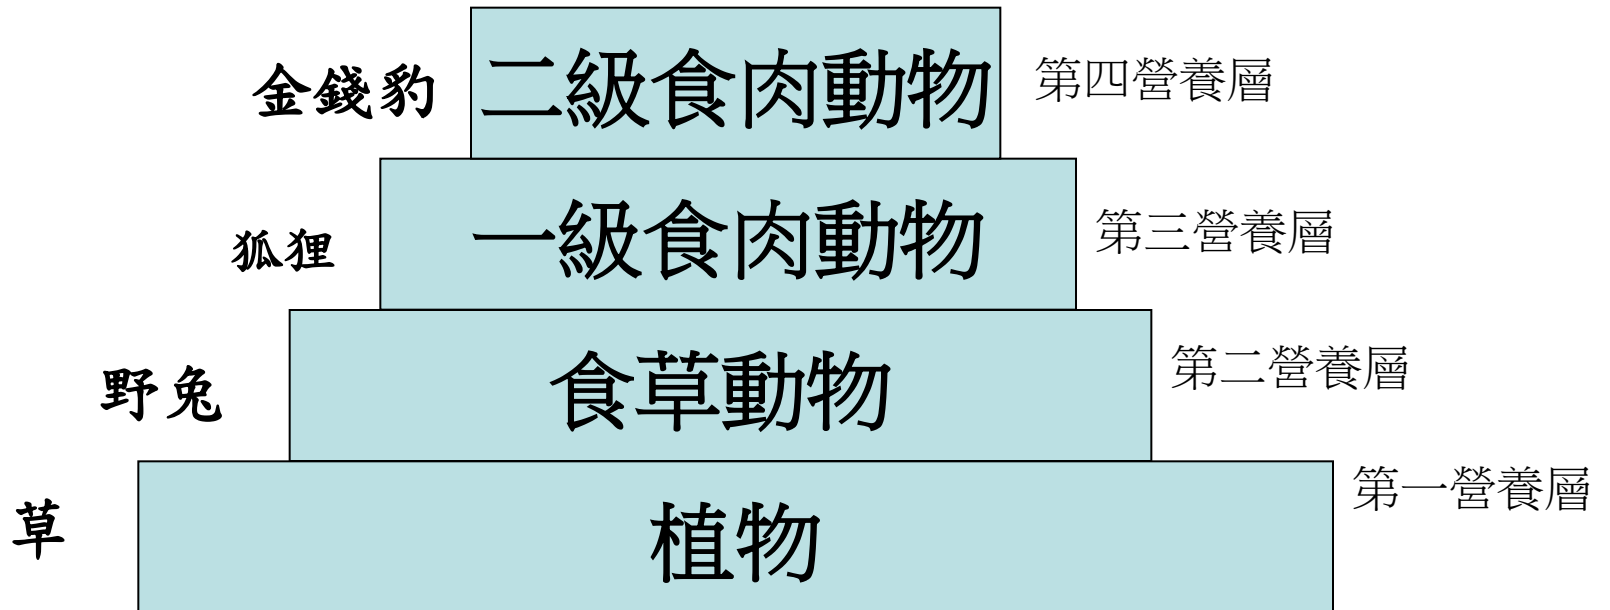 金錢豹 二級食肉動物 第四營養層
狐狸 一級食肉動物 第三營養層
野兔 食草動物 第二營養層
草 植物 第一營養層